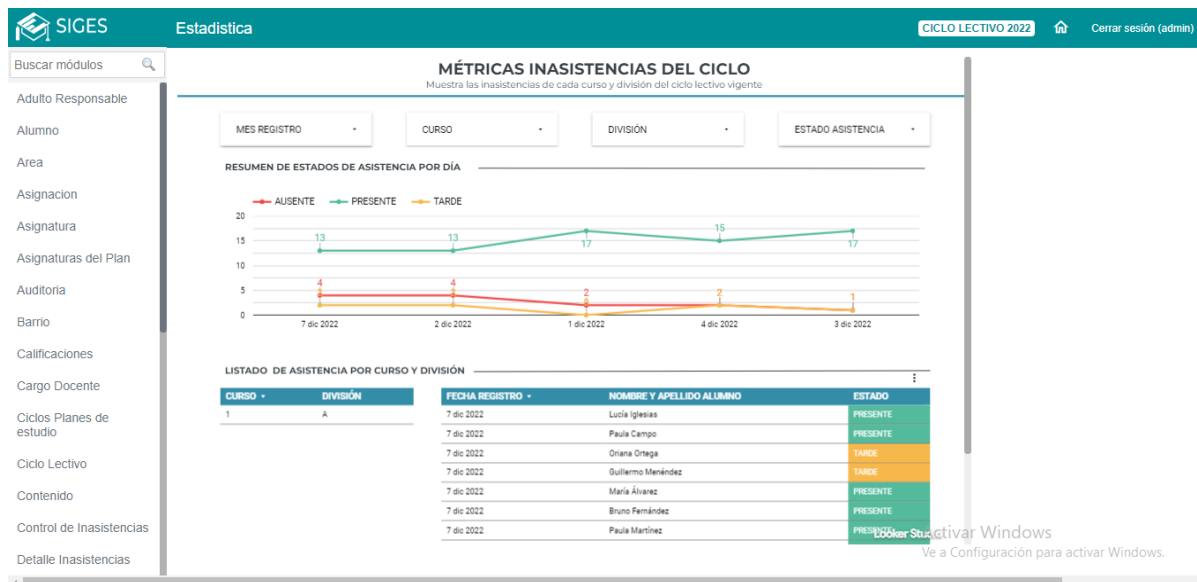 SIGES
Estadistica
CICLO LECTIVO 2022
Cerrar sesión (admin)
Buscar módulos
Adulto Responsable
Alumno
Area
Asignacion
Asignatura
Asignaturas del Plan
Auditoria
Barrio
Calificaciones
Cargo Docente
Ciclos Planes de
estudio
Ciclo Lectivo
Contenido
Control de Inasistencias
Detalle Inasistencias
MÉTRICAS INASISTENCIAS DEL CICLO
Muestra las inasistencias de cada curso y división del ciclo lectivo vigente
MES REGISTRO
CURSO
DIVISIÓN
ESTADO ASISTENCIA
RESUMEN DE ESTADOS DE ASISTENCIA POR DÍA
AUSENTE PRESENTE TARDE
20
15
10
5
0
13 13 17 15 17
4 4 2 2 1
7 dic 2022 2 dic 2022 1 dic 2022 4 dic 2022 3 dic 2022
LISTADO DE ASISTENCIA POR CURSO Y DIVISIÓN
CURSO DIVISIÓN
1 A
FECHA REGISTRO NOMBRE Y APELLIDO ALUMNO ESTADO
7 dic 2022 Lucía Iglesias PRESENTE
7 dic 2022 Paula Campo PRESENTE
7 dic 2022 Oriana Ortega TARDE
7 dic 2022 Guillermo Menéndez TARDE
7 dic 2022 María Álvarez PRESENTE
7 dic 2022 Bruno Fernández PRESENTE
7 dic 2022 Paula Martínez
Looker
Activar Windows
Ve a Configuración para activar Windows.